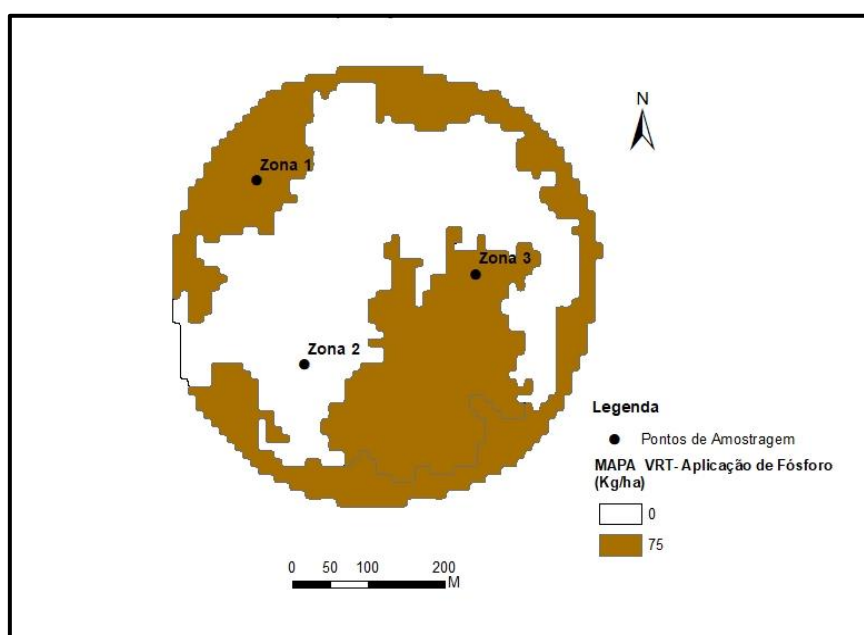 N
Zona 1
Zona 3
Zona 2
Legenda
Pontos de Amostragem
MAPA VRT- Aplicação de Fósforo
(Kg/ha)
0
75
0 50 100 200
M